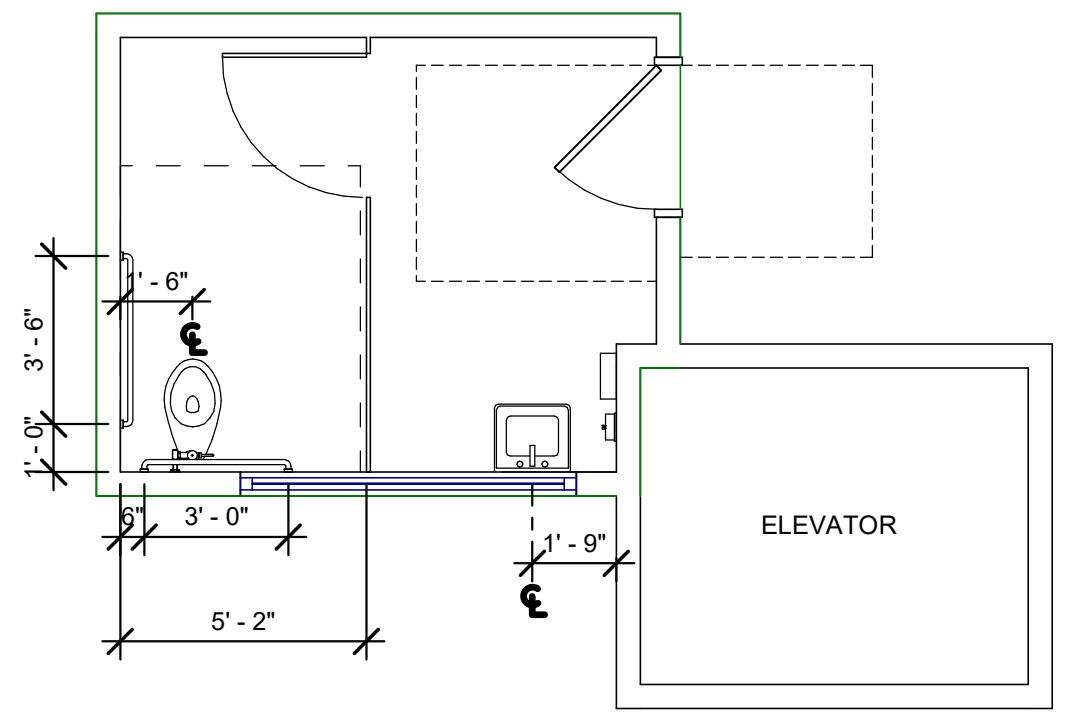 1' - 6"
℄
3' - 6"
1' - 0"
6"
3' - 0"
ELEVATOR
1' - 9"
℄
5' - 2"